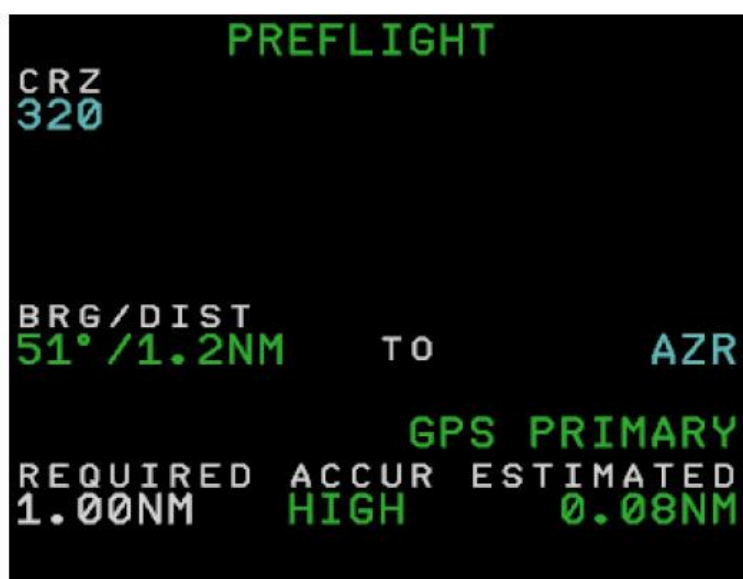 PREFLIGHT
CRZ
320
BRG/DIST
51°/1.2NM TO AZR
GPS PRIMARY
REQUIRED ACCUR ESTIMATED
1.00NM HIGH 0.08NM